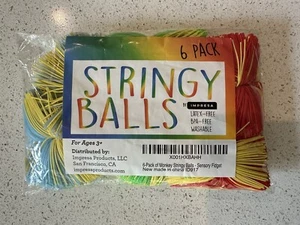 6 PACK
STRINGY
BALLS
BY IMPRESA
LATEX-FREE
BPA-FREE
WASHABLE
For Ages 3+
Distributed by:
Impresa Products, LLC
San Francisco, CA
impresaproducts.com
6-Pack of Monkey Stringy Balls - Sensory Fidget
New made in china